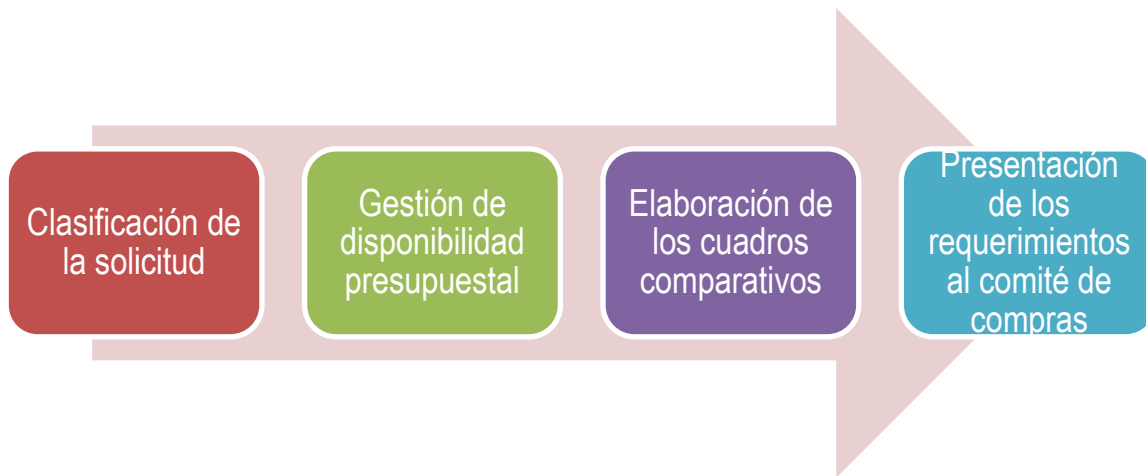 Clasificación de
la solicitud
Gestión de
disponibilidad
presupuestal
Elaboración de
los cuadros
comparativos
Presentación
de los
requerimientos
al comité de
compras